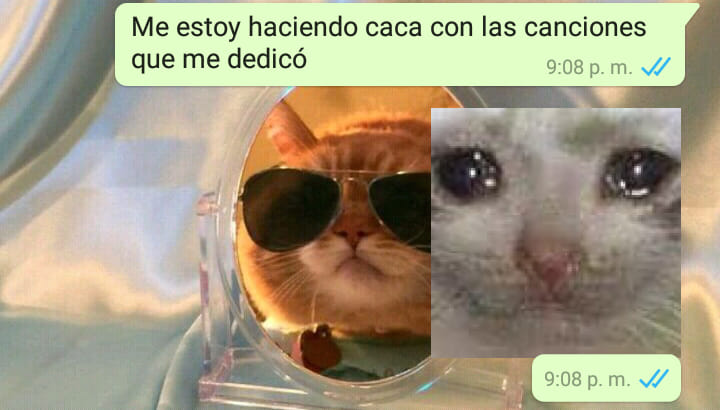 Me estoy haciendo caca con las canciones
que me dedicó
9:08 p. m.
9:08 p. m.